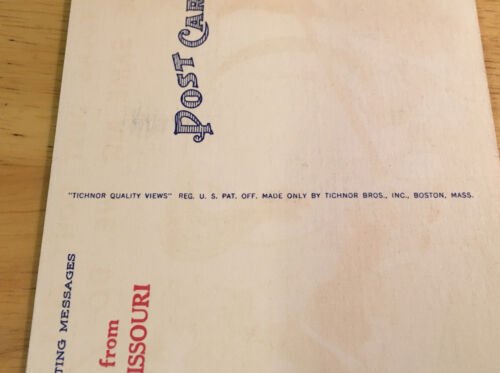 POST CAR
"TICHNOR QUALITY VIEWS" REG. U. S. PAT. OFF. MADE ONLY BY TICHNOR BROS., INC., BOSTON, MASS.
TING MESSAGES
from
ISSOURI